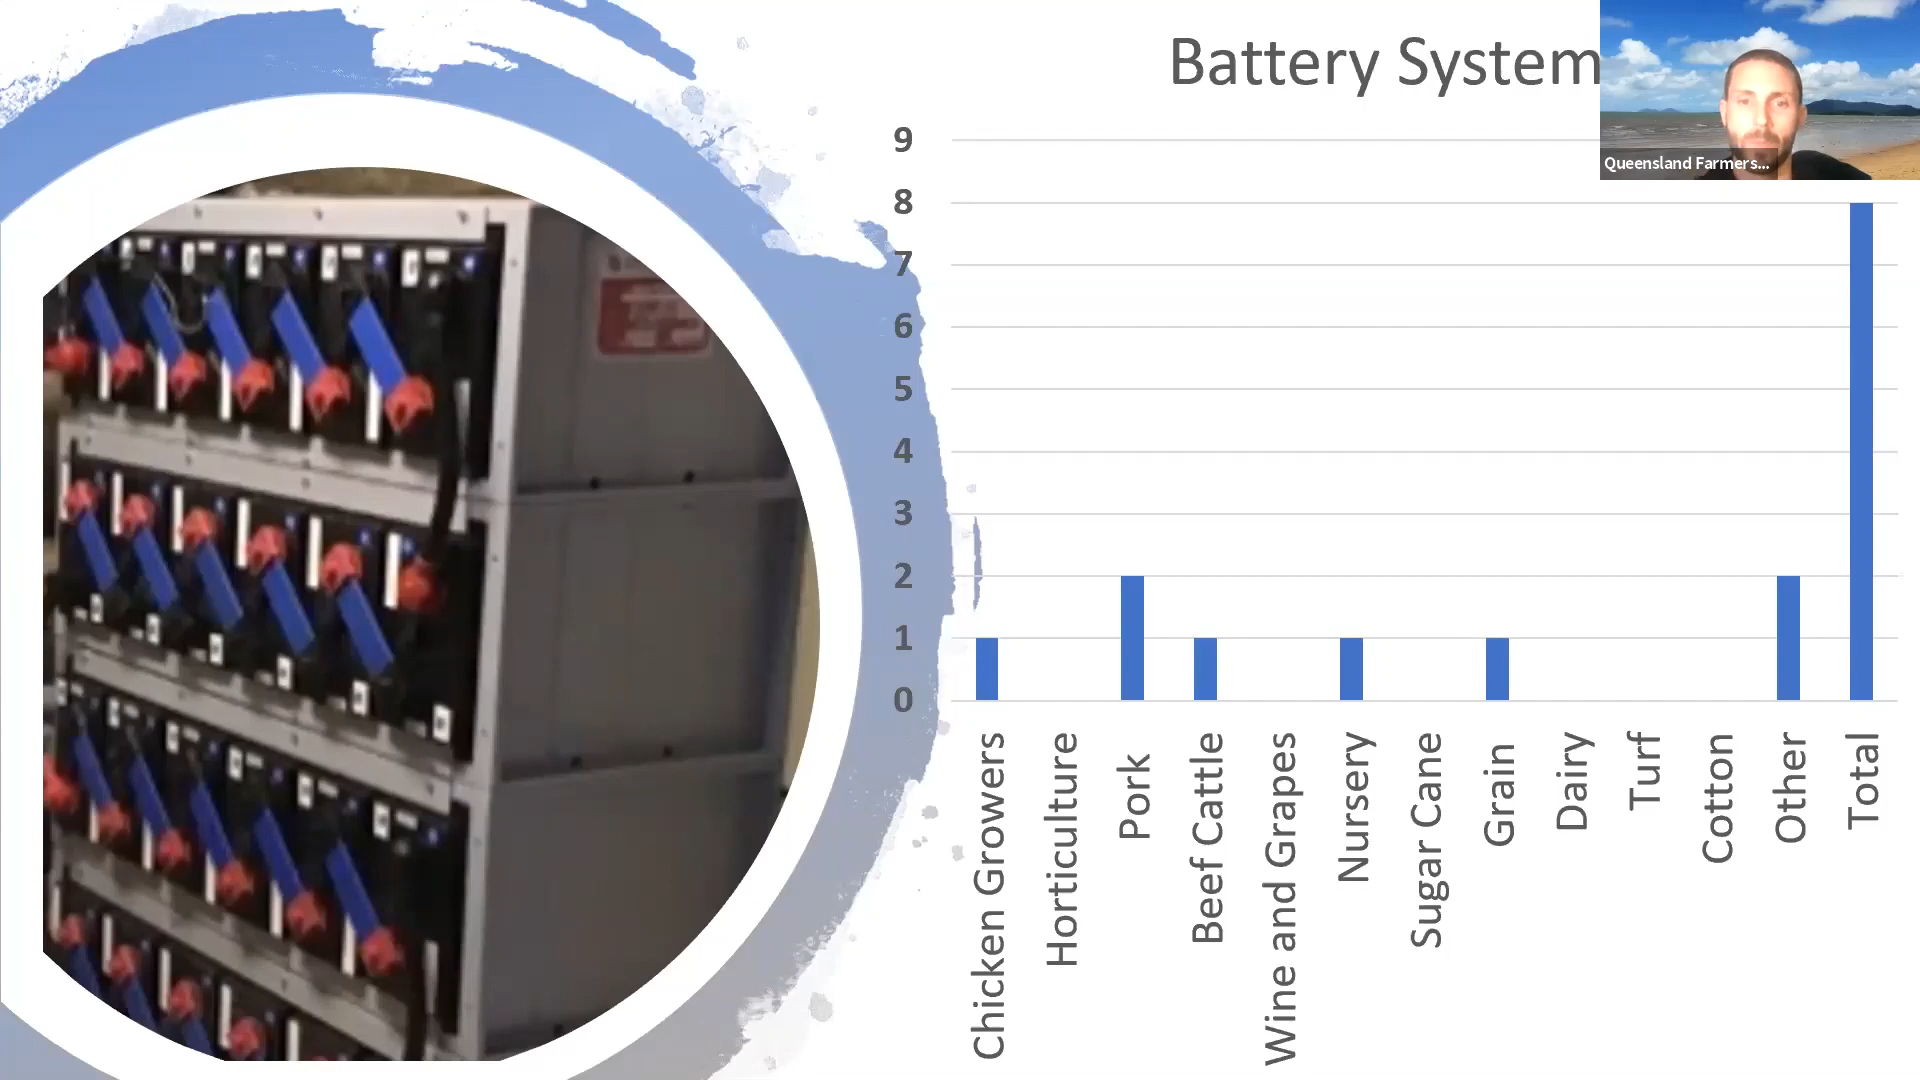 Battery System
Queensland Farmers...
9
8
7
6
5
4
3
2
1
0
Chicken Growers
Horticulture
Pork
Beef Cattle
Wine and Grapes
Nursery
Sugar Cane
Grain
Dairy
Turf
Cotton
Other
Total